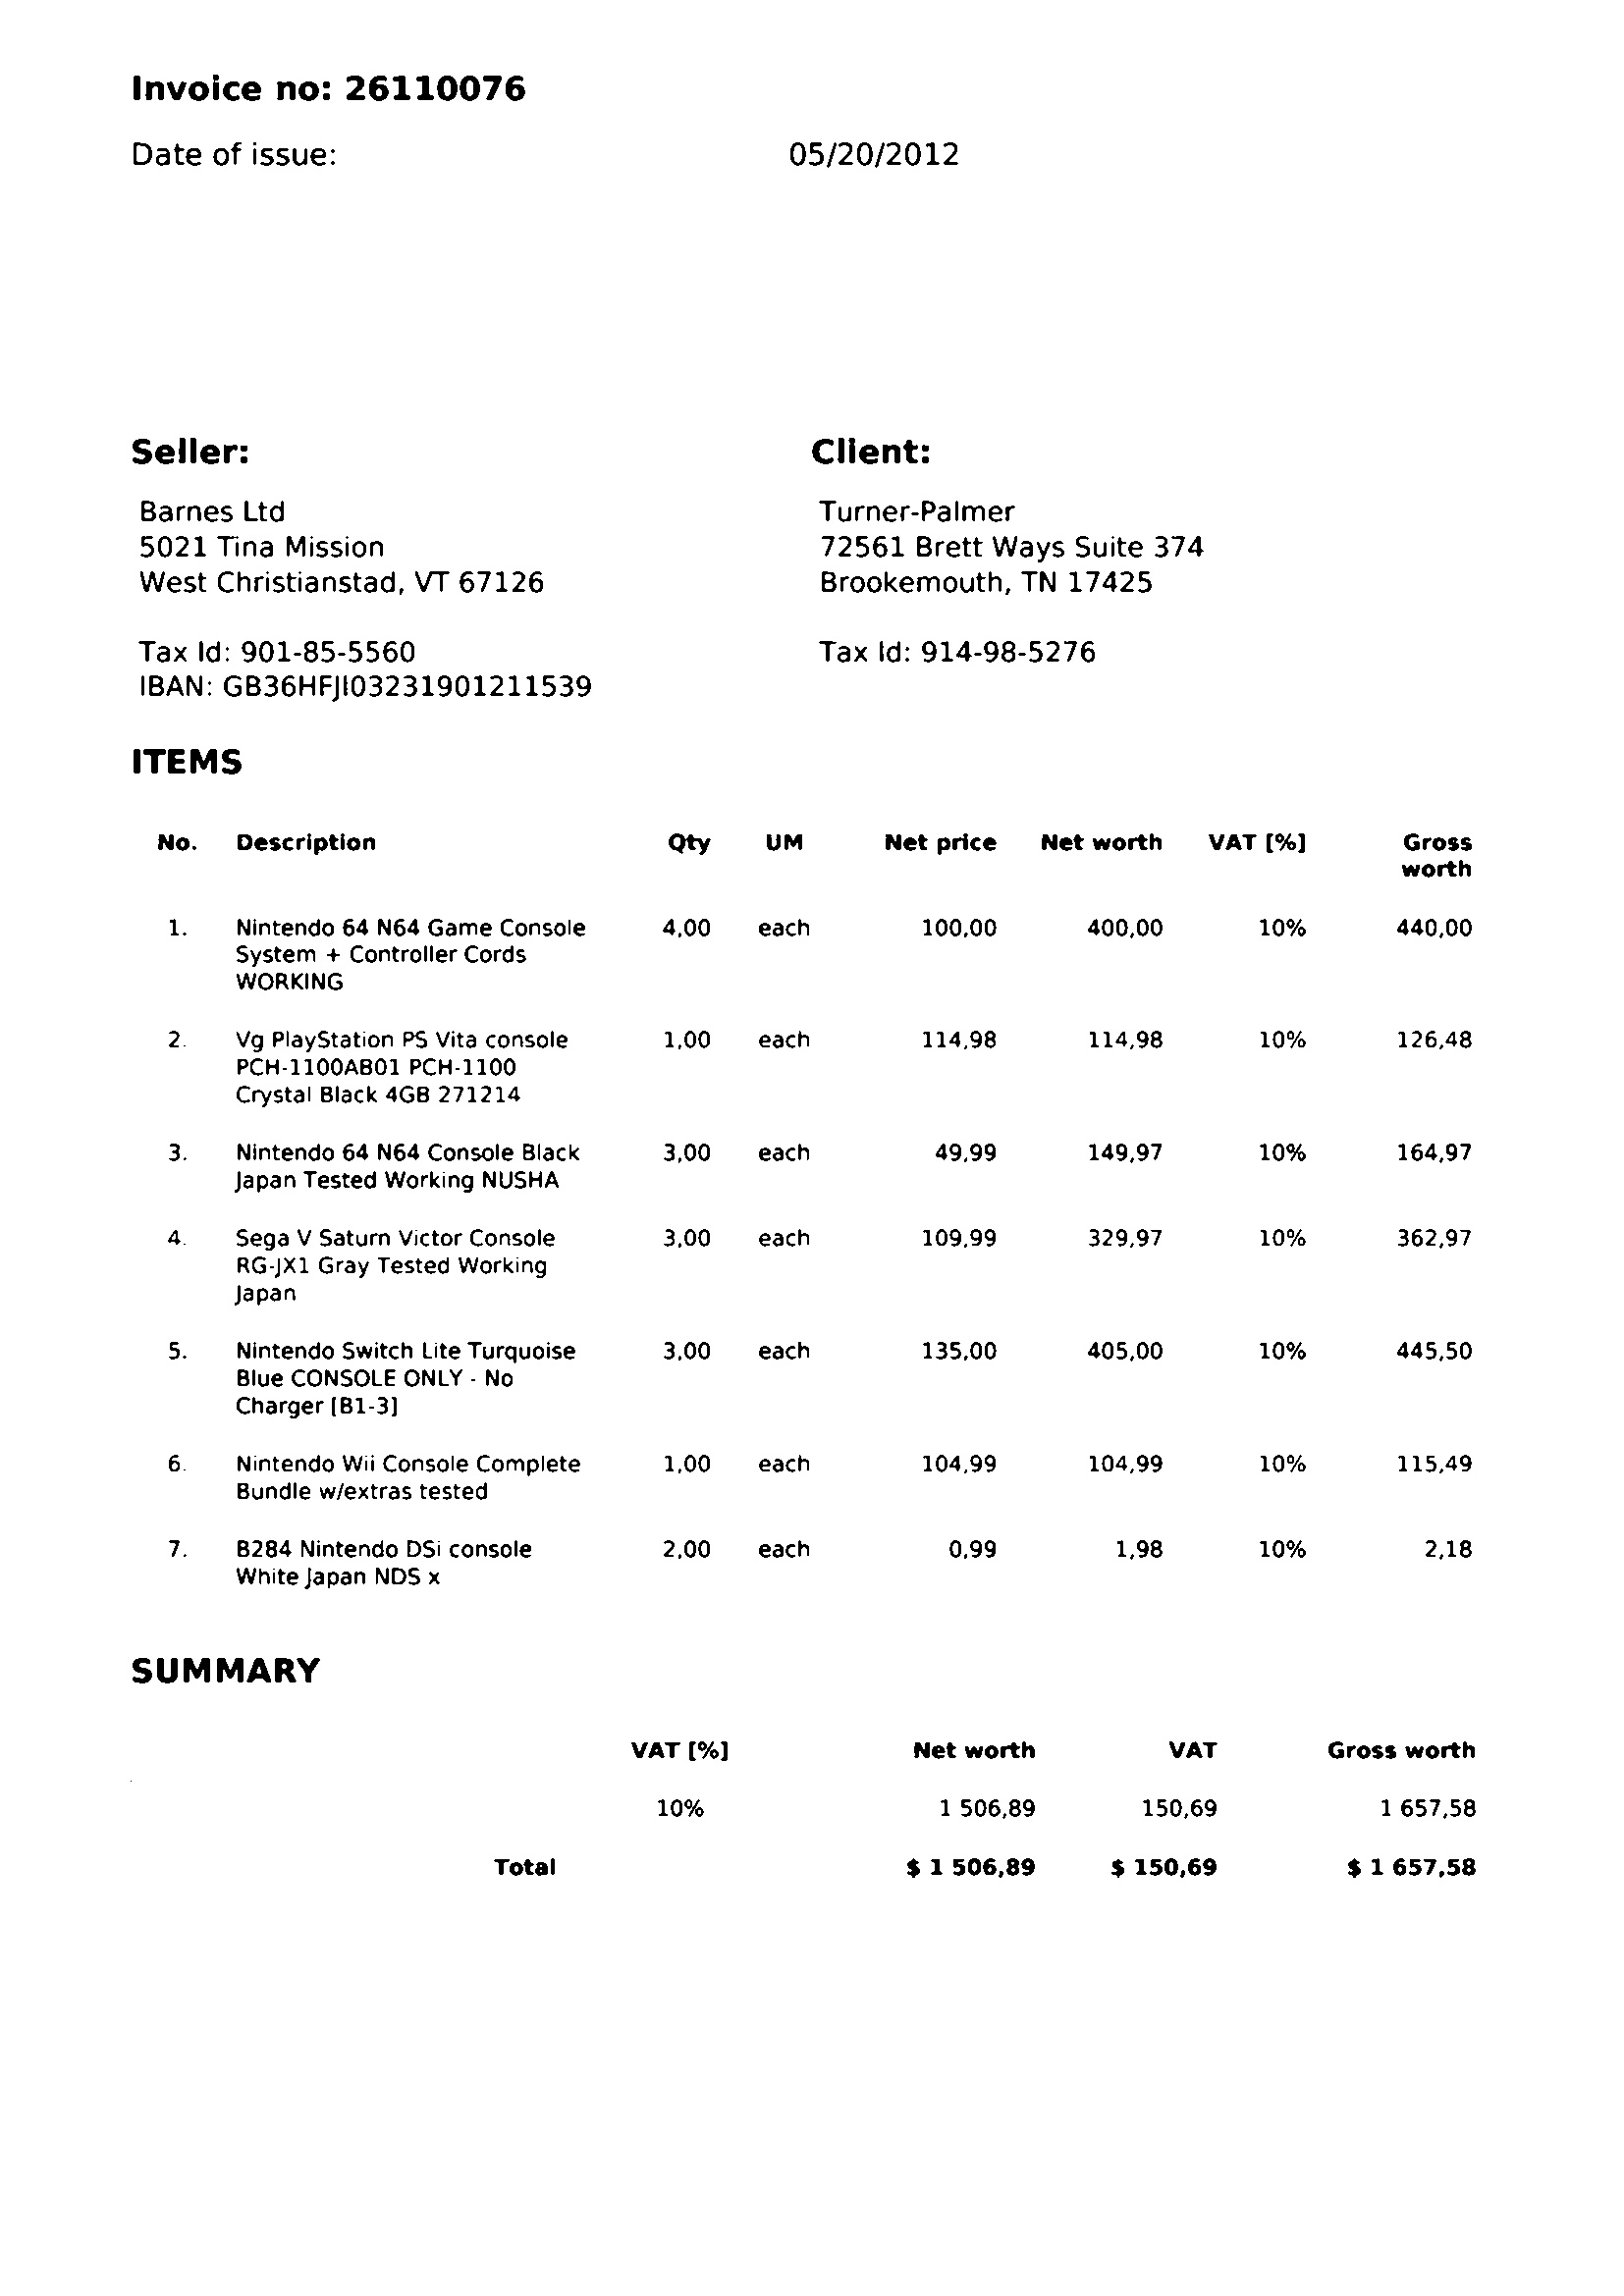 Invoice no: 26110076
Date of issue: 05/20/2012
Seller: Client:
Barnes Ltd Turner-Palmer
5021 Tina Mission 72561 Brett Ways Suite 374
West Christianstad, VT 67126 Brookemouth, TN 17425
Tax Id: 901-85-5560 Tax Id: 914-98-5276
IBAN: GB36HFJI03231901211539
ITEMS
No. Description Qty UM Net price Net worth VAT [%] Gross
worth
1. Nintendo 64 N64 Game Console 4,00 each 100,00 400,00 10% 440,00
System + Controller Cords
WORKING
2. Vg PlayStation PS Vita console 1,00 each 114,98 114,98 10% 126,48
PCH-1100AB01 PCH-1100
Crystal Black 4GB 271214
3. Nintendo 64 N64 Console Black 3,00 each 49,99 149,97 10% 164,97
Japan Tested Working NUSHA
4. Sega V Saturn Victor Console 3,00 each 109,99 329,97 10% 362,97
RG-JX1 Gray Tested Working
Japan
5. Nintendo Switch Lite Turquoise 3,00 each 135,00 405,00 10% 445,50
Blue CONSOLE ONLY - No
Charger [B1-3]
6. Nintendo Wii Console Complete 1,00 each 104,99 104,99 10% 115,49
Bundle w/extras tested
7. B284 Nintendo DSi console 2,00 each 0,99 1,98 10% 2,18
White Japan NDS x
SUMMARY
VAT [%] Net worth VAT Gross worth
10% 1 506,89 150,69 1 657,58
Total $ 1 506,89 $ 150,69 $ 1 657,58